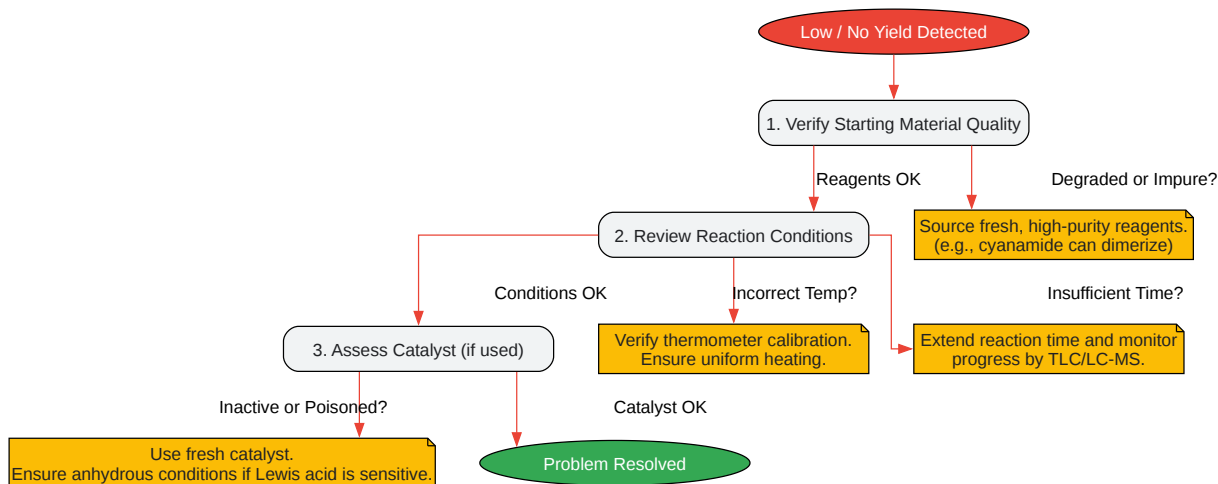 Low / No Yield Detected
1. Verify Starting Material Quality
Reagents OK
Degraded or Impure?
2. Review Reaction Conditions
Source fresh, high-purity reagents.
(e.g., cyanamide can dimerize)
Conditions OK
Incorrect Temp?
Insufficient Time?
3. Assess Catalyst (if used)
Verify thermometer calibration.
Ensure uniform heating.
Extend reaction time and monitor
progress by TLC/LC-MS.
Inactive or Poisoned?
Catalyst OK
Use fresh catalyst.
Ensure anhydrous conditions if Lewis acid is sensitive.
Problem Resolved